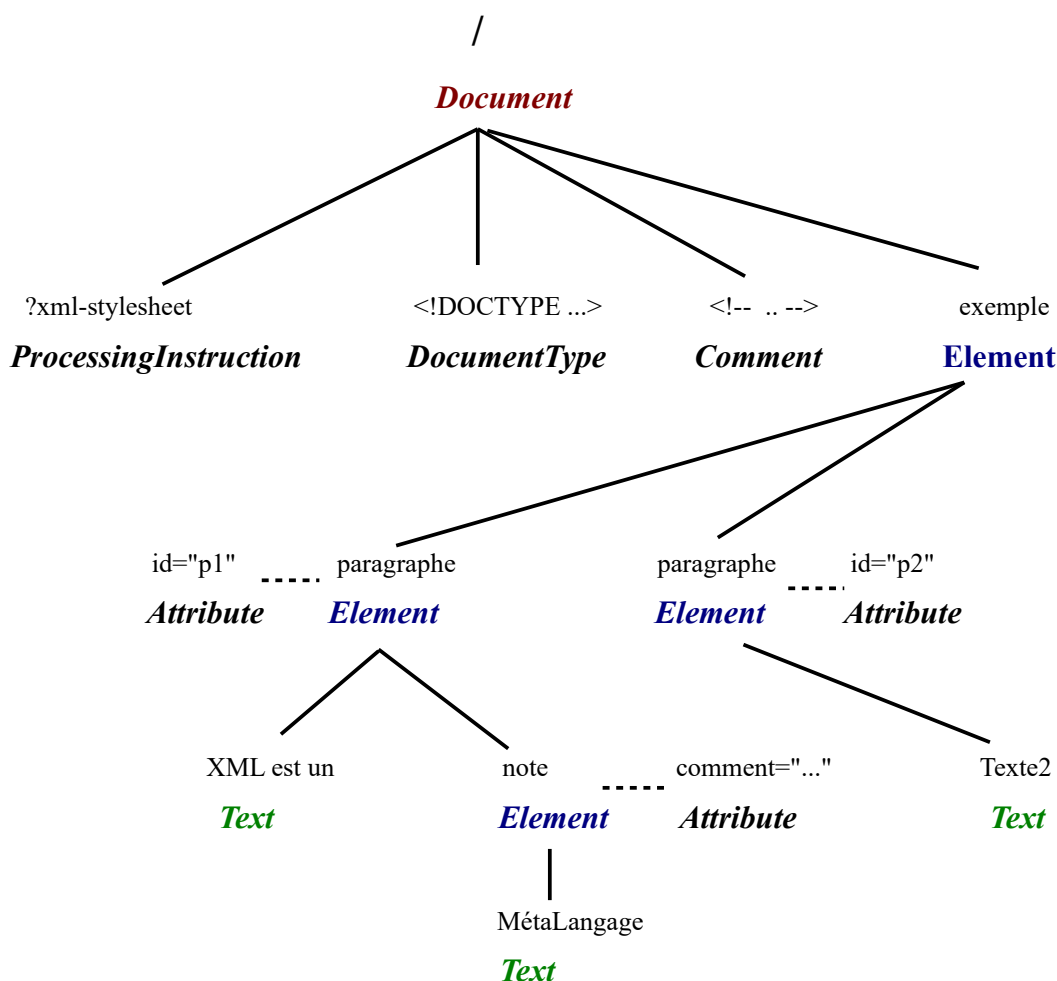 /
Document
?xml-stylesheet <!DOCTYPE ...> <!-- .. --> exemple
ProcessingInstruction DocumentType Comment Element
id="p1" paragraphe paragraphe id="p2"
Attribute Element Element Attribute
XML est un note comment="..." Texte2
Text Element Attribute Text
MétaLangage
Text